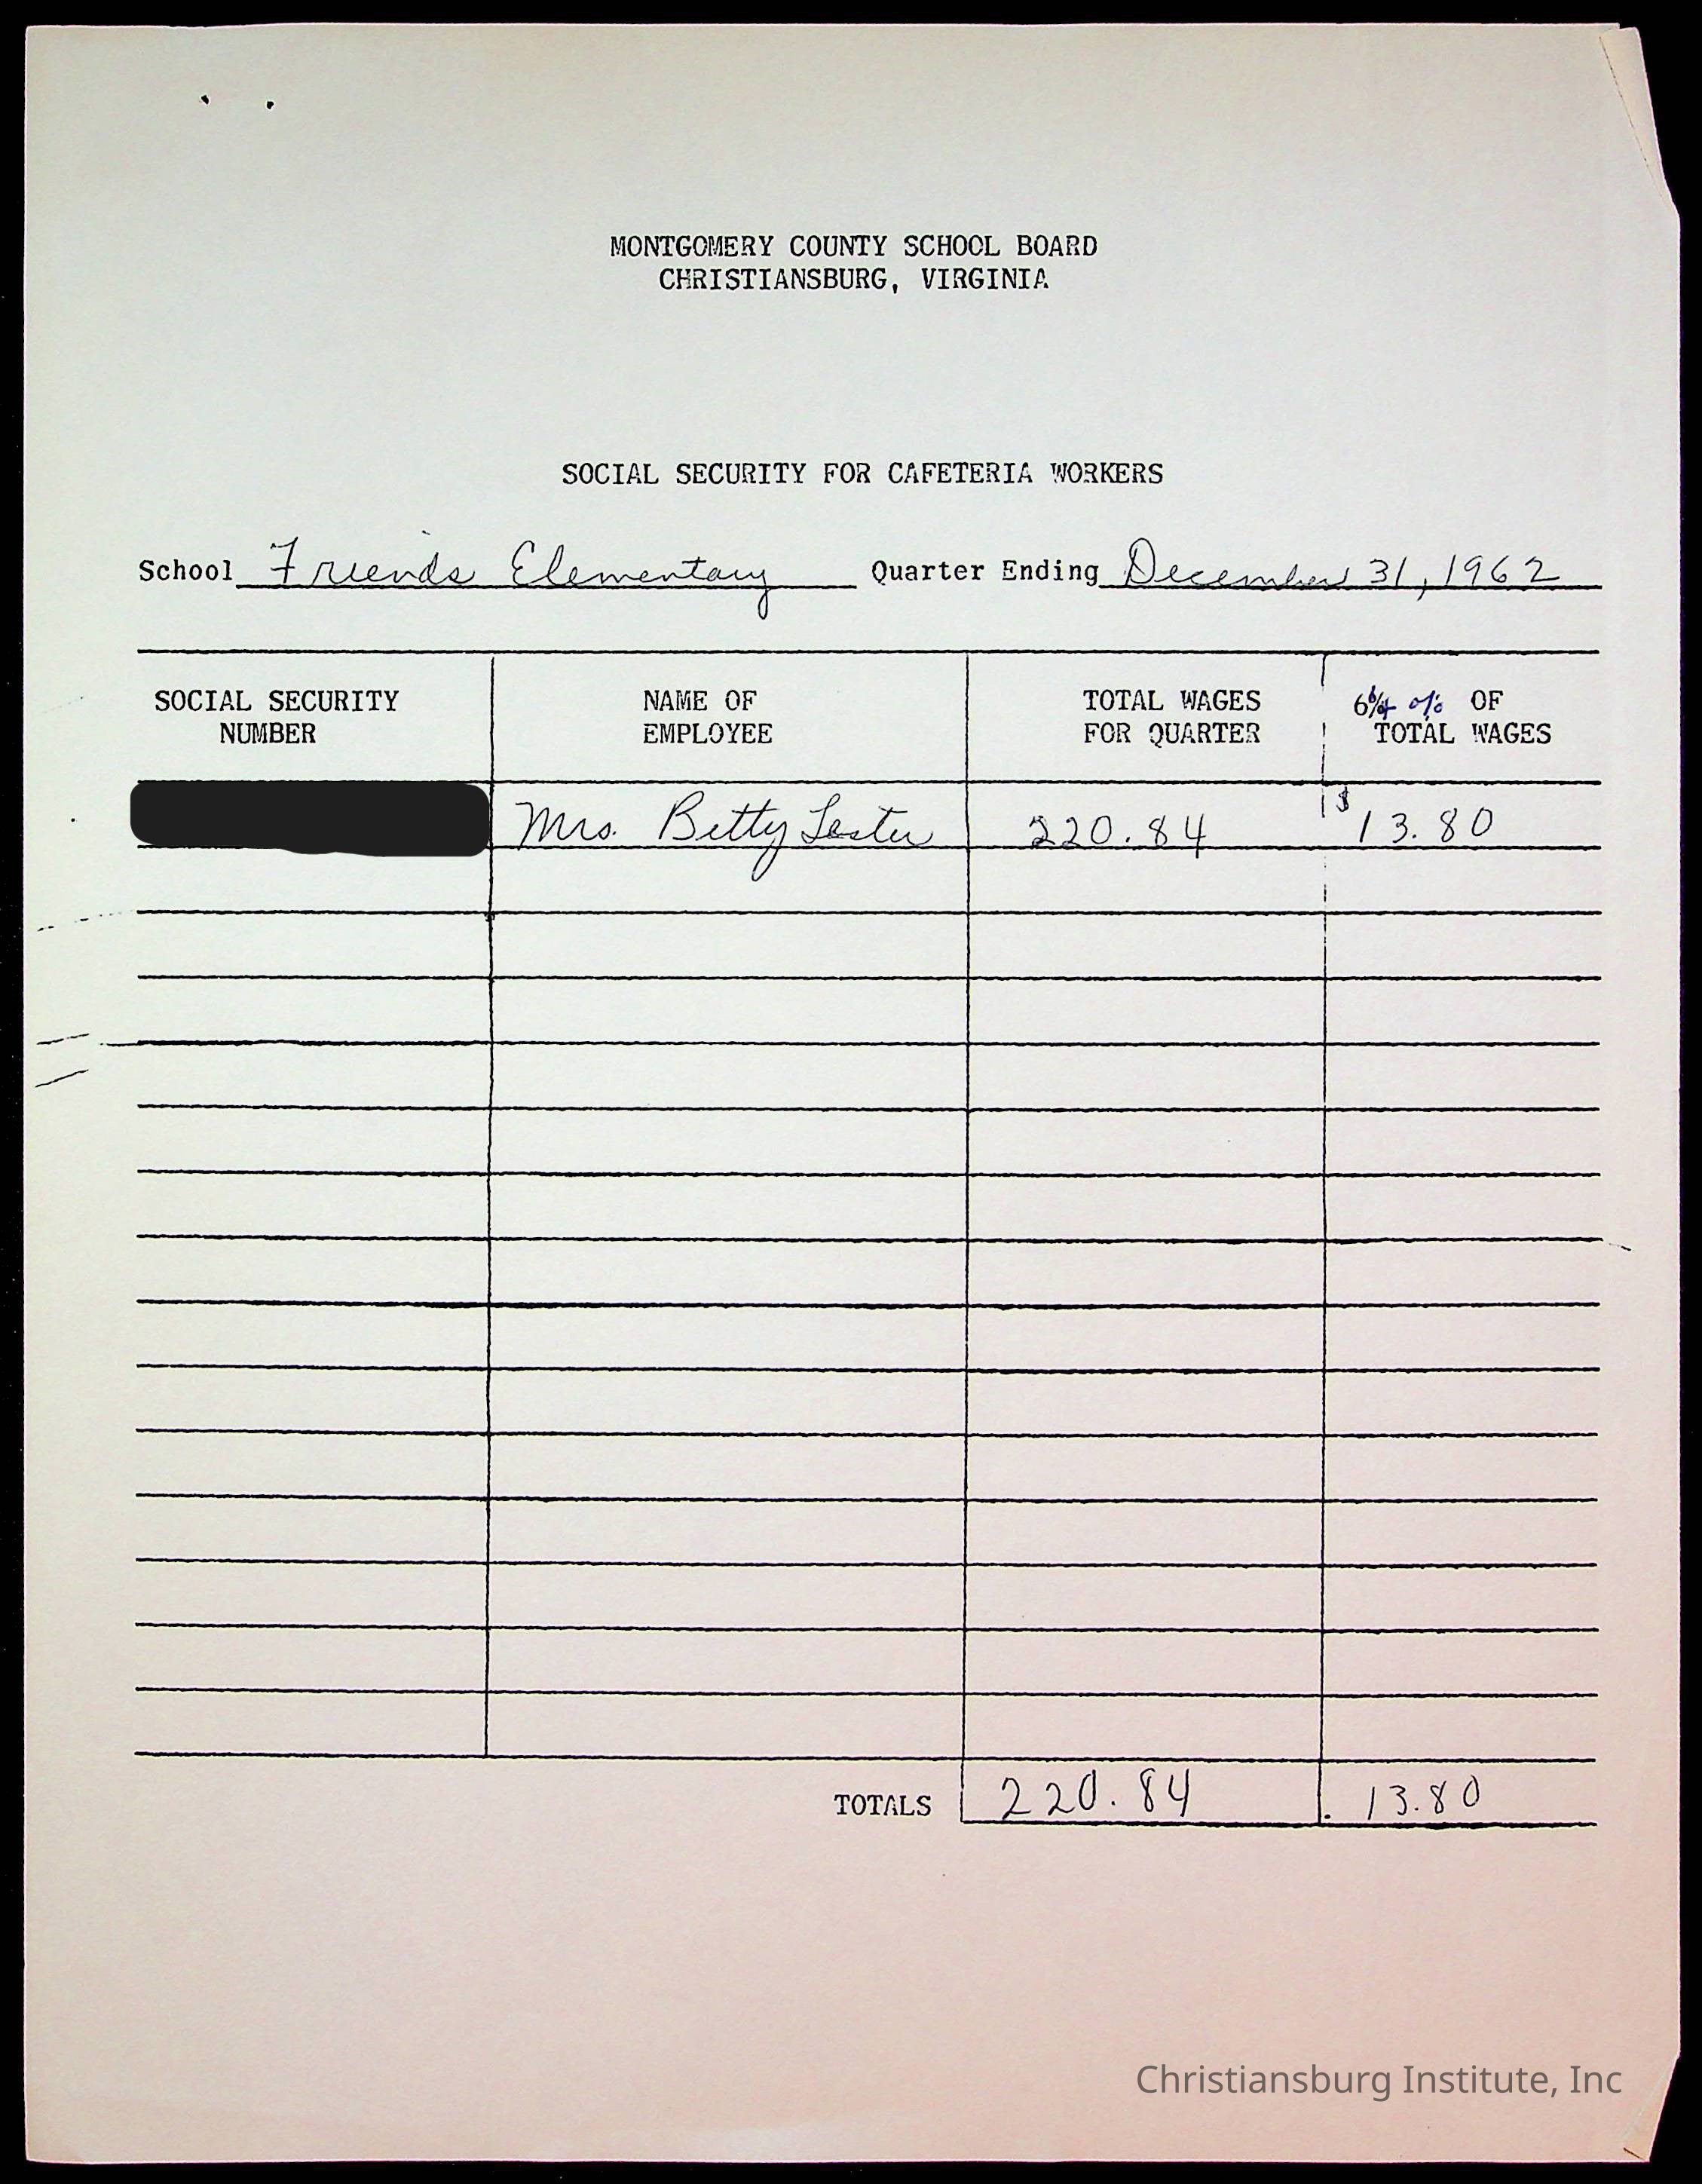 MONTGOMERY COUNTY SCHOOL BOARD
CHRISTIANSBURG, VIRGINIA
SOCIAL SECURITY FOR CAFETERIA WORKERS
School Friends Elementary Quarter Ending December 31, 1962
SOCIAL SECURITY NAME OF TOTAL WAGES 6¼ % OF
NUMBER EMPLOYEE FOR QUARTER TOTAL WAGES
Mrs. Betty Lester 220.84 $ 13.80
TOTALS 220.84 13.80
Christiansburg Institute, Inc